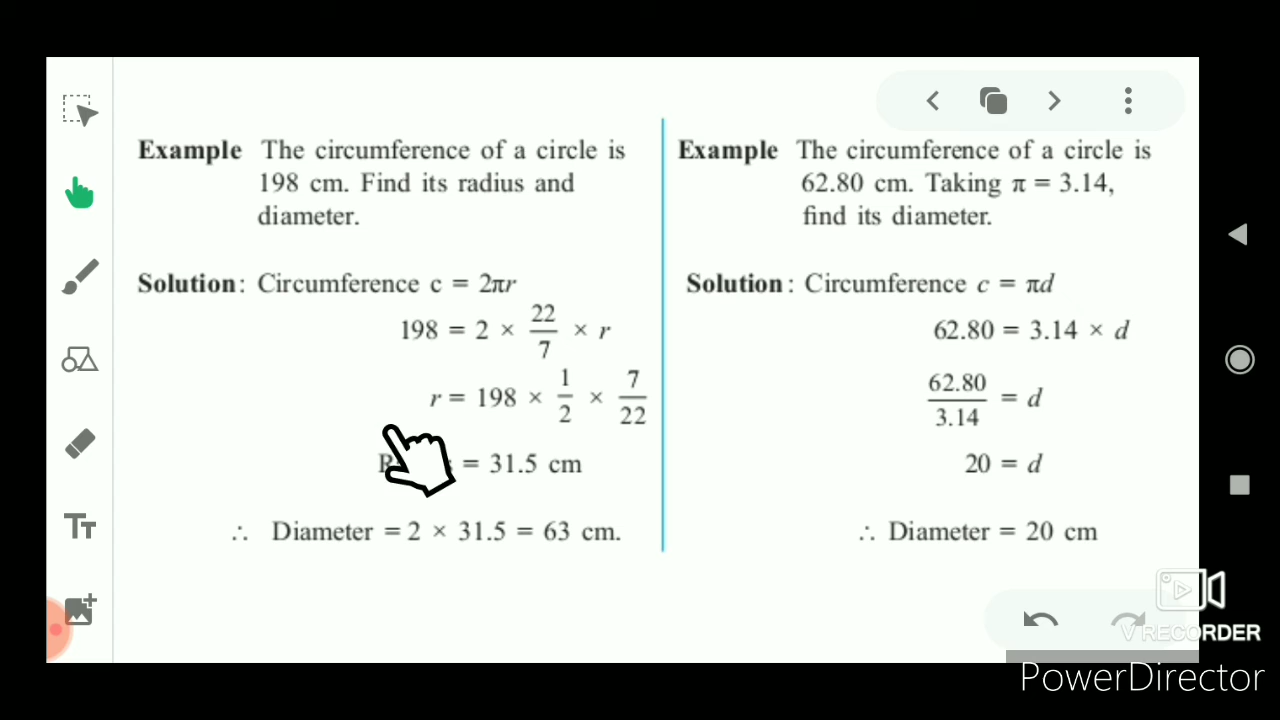 Example The circumference of a circle is
198 cm. Find its radius and
diameter.
Solution: Circumference c = 2πr
198 = 2 × 22/7 × r
r = 198 × 1/2 × 7/22
= 31.5 cm
∴ Diameter = 2 × 31.5 = 63 cm.
Example The circumference of a circle is
62.80 cm. Taking π = 3.14,
find its diameter.
Solution: Circumference c = πd
62.80 = 3.14 × d
62.80/3.14 = d
20 = d
∴ Diameter = 20 cm
TT
V RECORDER
PowerDirector